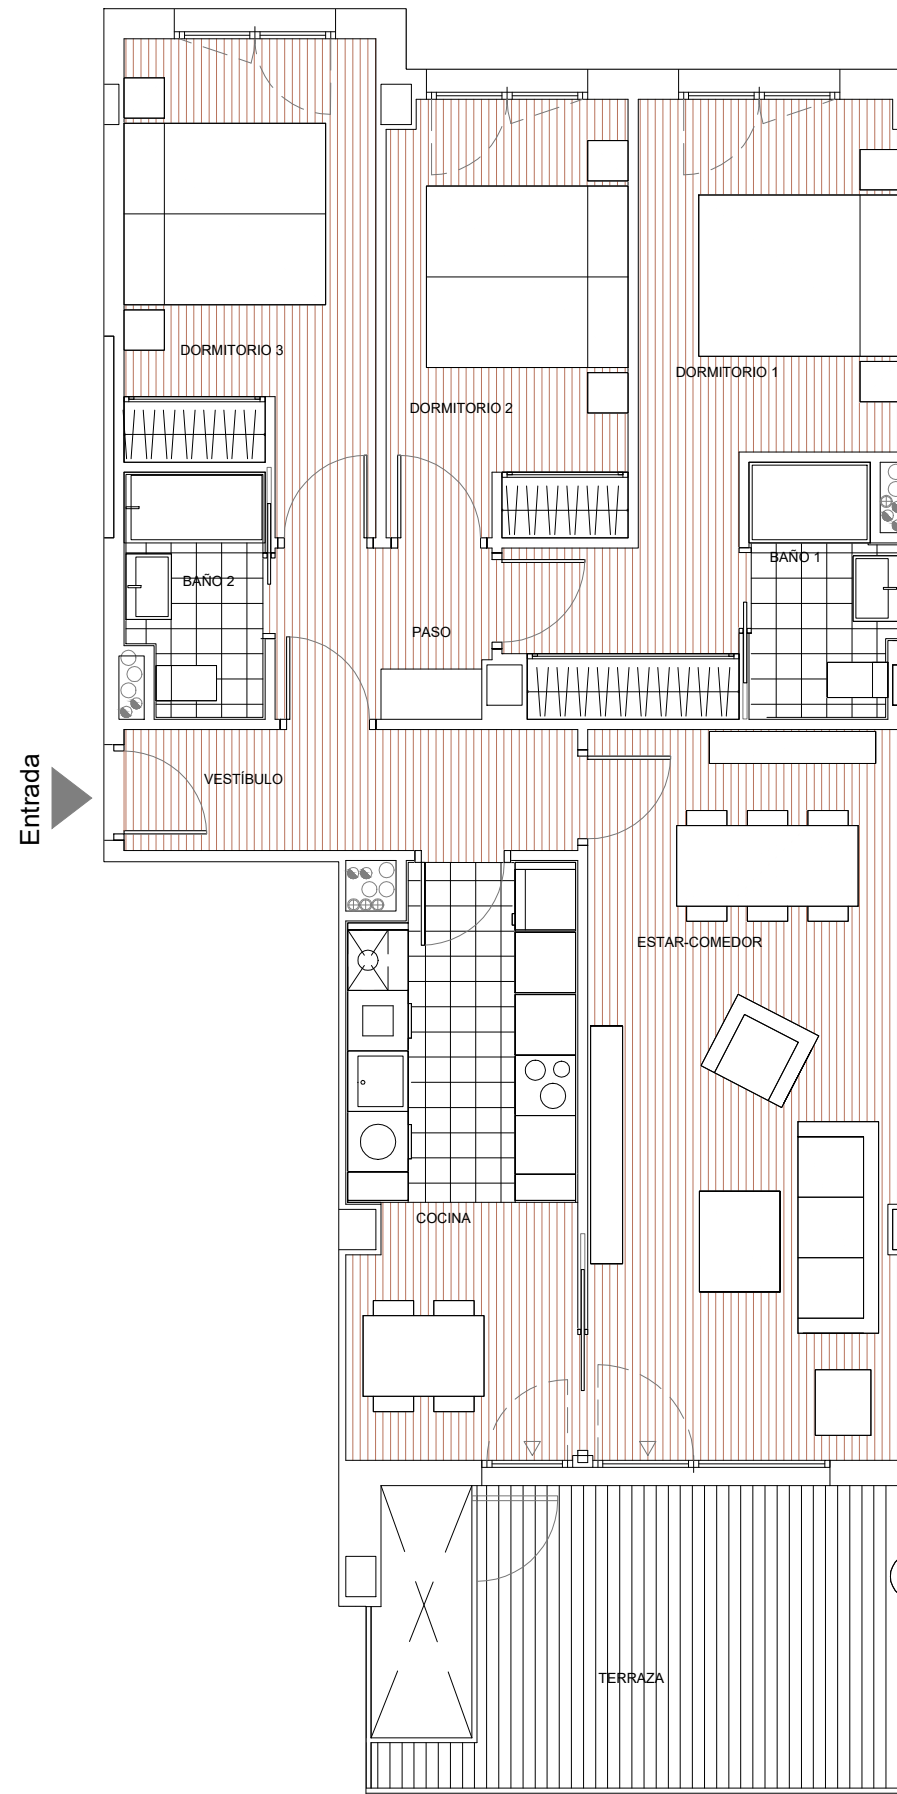 DORMITORIO 3
DORMITORIO 1
DORMITORIO 2
BAÑO 1
BAÑO 2
PASO
VESTÍBULO
Entrada
ESTAR-COMEDOR
COCINA
TERRAZA